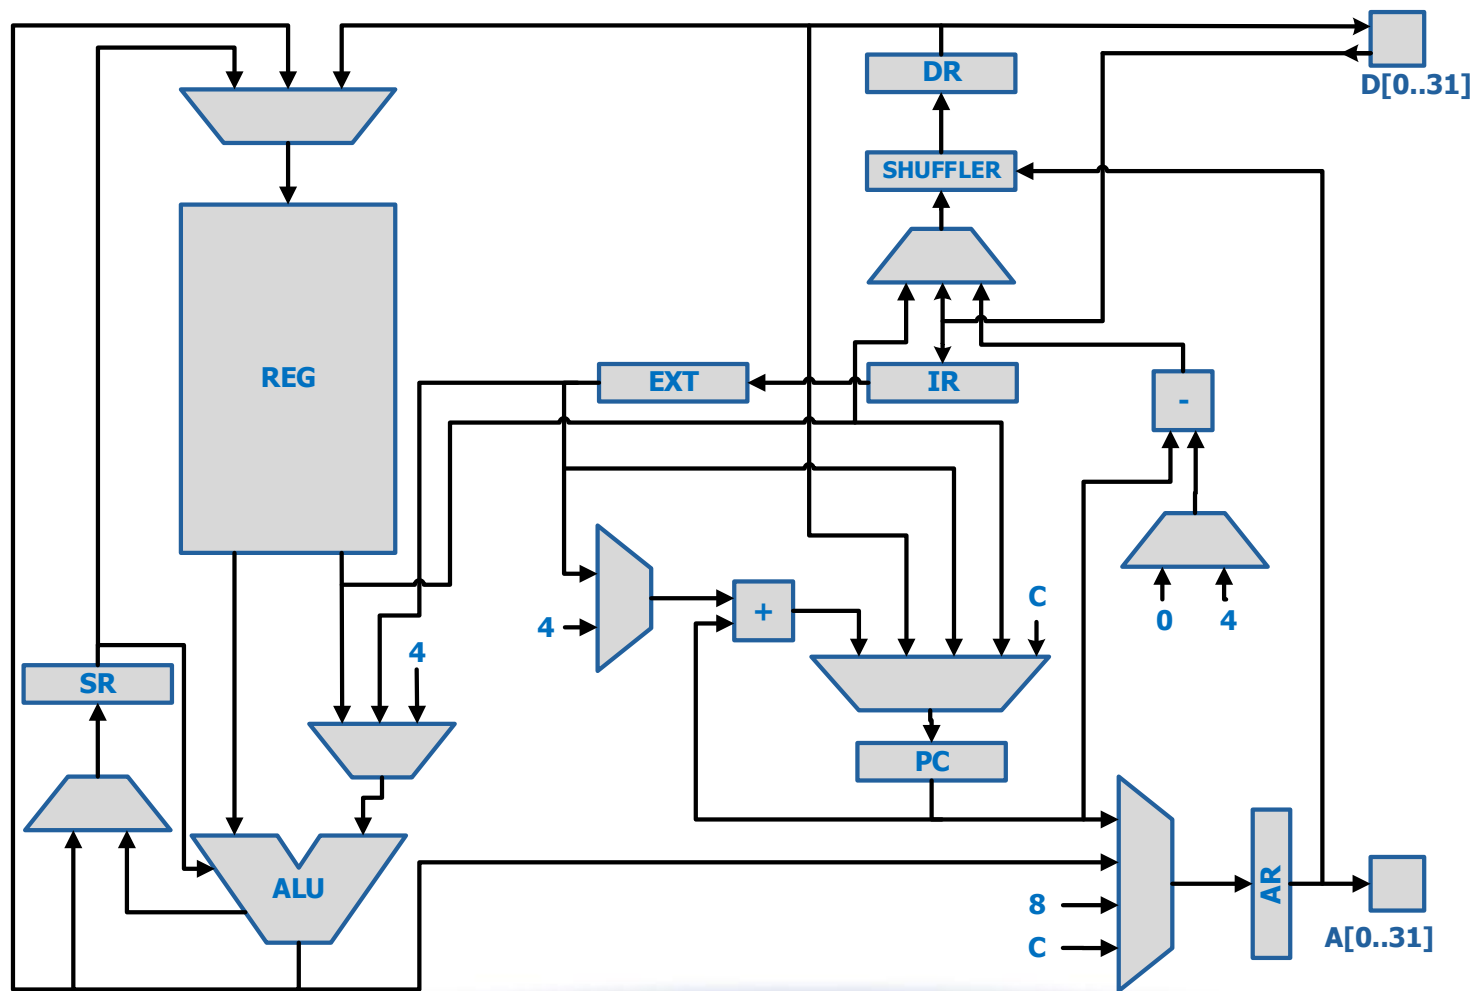 DR
D[0..31]
SHUFFLER
REG
EXT
IR
-
4
+
C
0
4
4
SR
PC
ALU
8
AR
C
A[0..31]